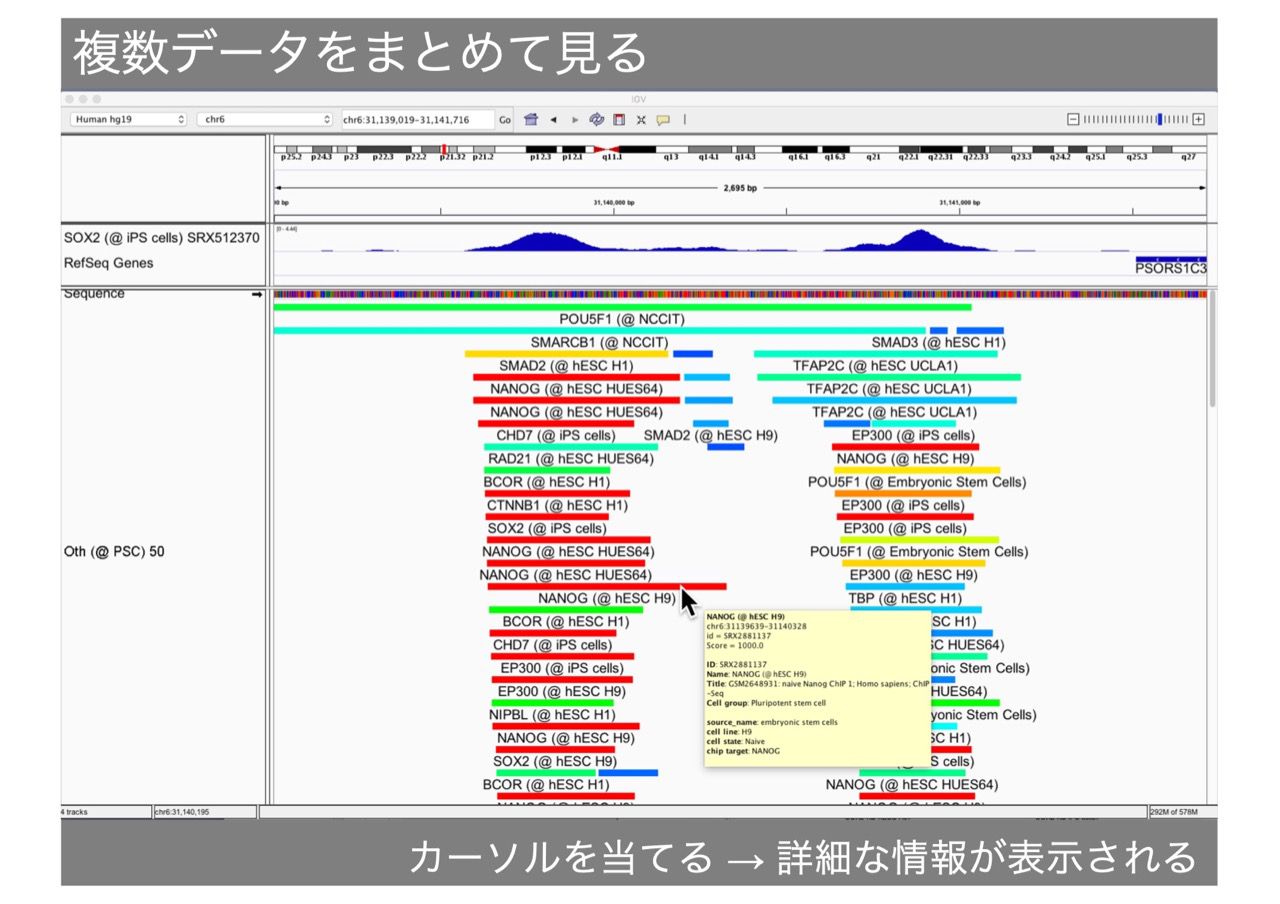 複数データをまとめて見る
IGV
Human hg19 chr6 chr6:31,139,019-31,141,716 Go
p25.2 p24.3 p23 p22.3 p22.2 p21.32 p21.2 p12.3 p12.1 q11.1 q13 q14.1 q14.3 q16.1 q16.3 q21 q22.1 q22.31 q22.33 q23.3 q24.2 q25.1 q25.3 q27
2,695 bp
31,140,000 bp 31,141,000 bp
SOX2 (@ iPS cells) SRX512370
[0 - 4.44]
RefSeq Genes
PSORS1C3
Sequence
POU5F1 (@ NCCIT)
SMARCB1 (@ NCCIT) SMAD3 (@ hESC H1)
SMAD2 (@ hESC H1) TFAP2C (@ hESC UCLA1)
NANOG (@ hESC HUES64) TFAP2C (@ hESC UCLA1)
NANOG (@ hESC HUES64) TFAP2C (@ hESC UCLA1)
CHD7 (@ iPS cells) SMAD2 (@ hESC H9) EP300 (@ iPS cells)
RAD21 (@ hESC HUES64) NANOG (@ hESC H9)
BCOR (@ hESC H1) POU5F1 (@ Embryonic Stem Cells)
CTNNB1 (@ hESC H1) EP300 (@ iPS cells)
SOX2 (@ iPS cells) EP300 (@ iPS cells)
Oth (@ PSC) 50
NANOG (@ hESC HUES64) POU5F1 (@ Embryonic Stem Cells)
NANOG (@ hESC HUES64) EP300 (@ hESC H9)
NANOG (@ hESC H9) TBP (@ hESC H1)
BCOR (@ hESC H1) SC H1)
CHD7 (@ iPS cells) SC HUES64)
EP300 (@ iPS cells) onic Stem Cells)
EP300 (@ hESC H9) HUES64)
NIPBL (@ hESC H1) yonic Stem Cells)
NANOG (@ hESC H9) SC H1)
SOX2 (@ hESC H9) S cells)
BCOR (@ hESC H1) NANOG (@ hESC HUES64)
NANOG (@ hESC H9)
chr6:31139639-31140328
id = SRX2881137
Score = 1000.0
ID: SRX2881137
Name: NANOG (@ hESC H9)
Title: GSM2648931: naive Nanog ChIP 1; Homo sapiens; ChIP
-Seq
Cell group: Pluripotent stem cell
source_name: embryonic stem cells
cell line: H9
cell state: Naive
chip target: NANOG
4 tracks chr6:31,140,195 292M of 578M
カーソルを当てる → 詳細な情報が表示される